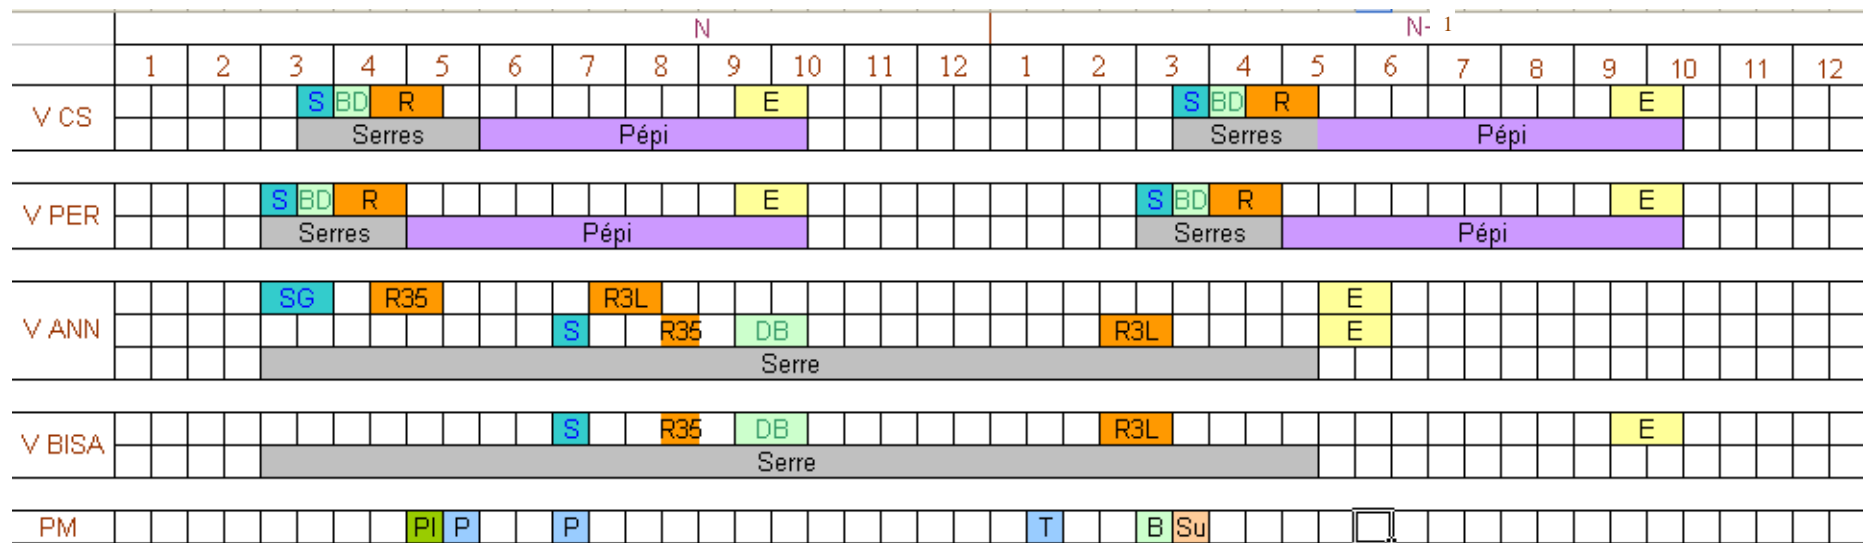 N N- 1
1 2 3 4 5 6 7 8 9 10 11 12 1 2 3 4 5 6 7 8 9 10 11 12
V CS S BD R E S BD R E
Serres Pépi Serres Pépi
V PER S BD R E S BD R E
Serres Pépi Serres Pépi
SG R35 R3L E
V ANN S R35 DB R3L E
Serre
V BISA S R35 DB R3L E
Serre
PM Pl P P T B Su